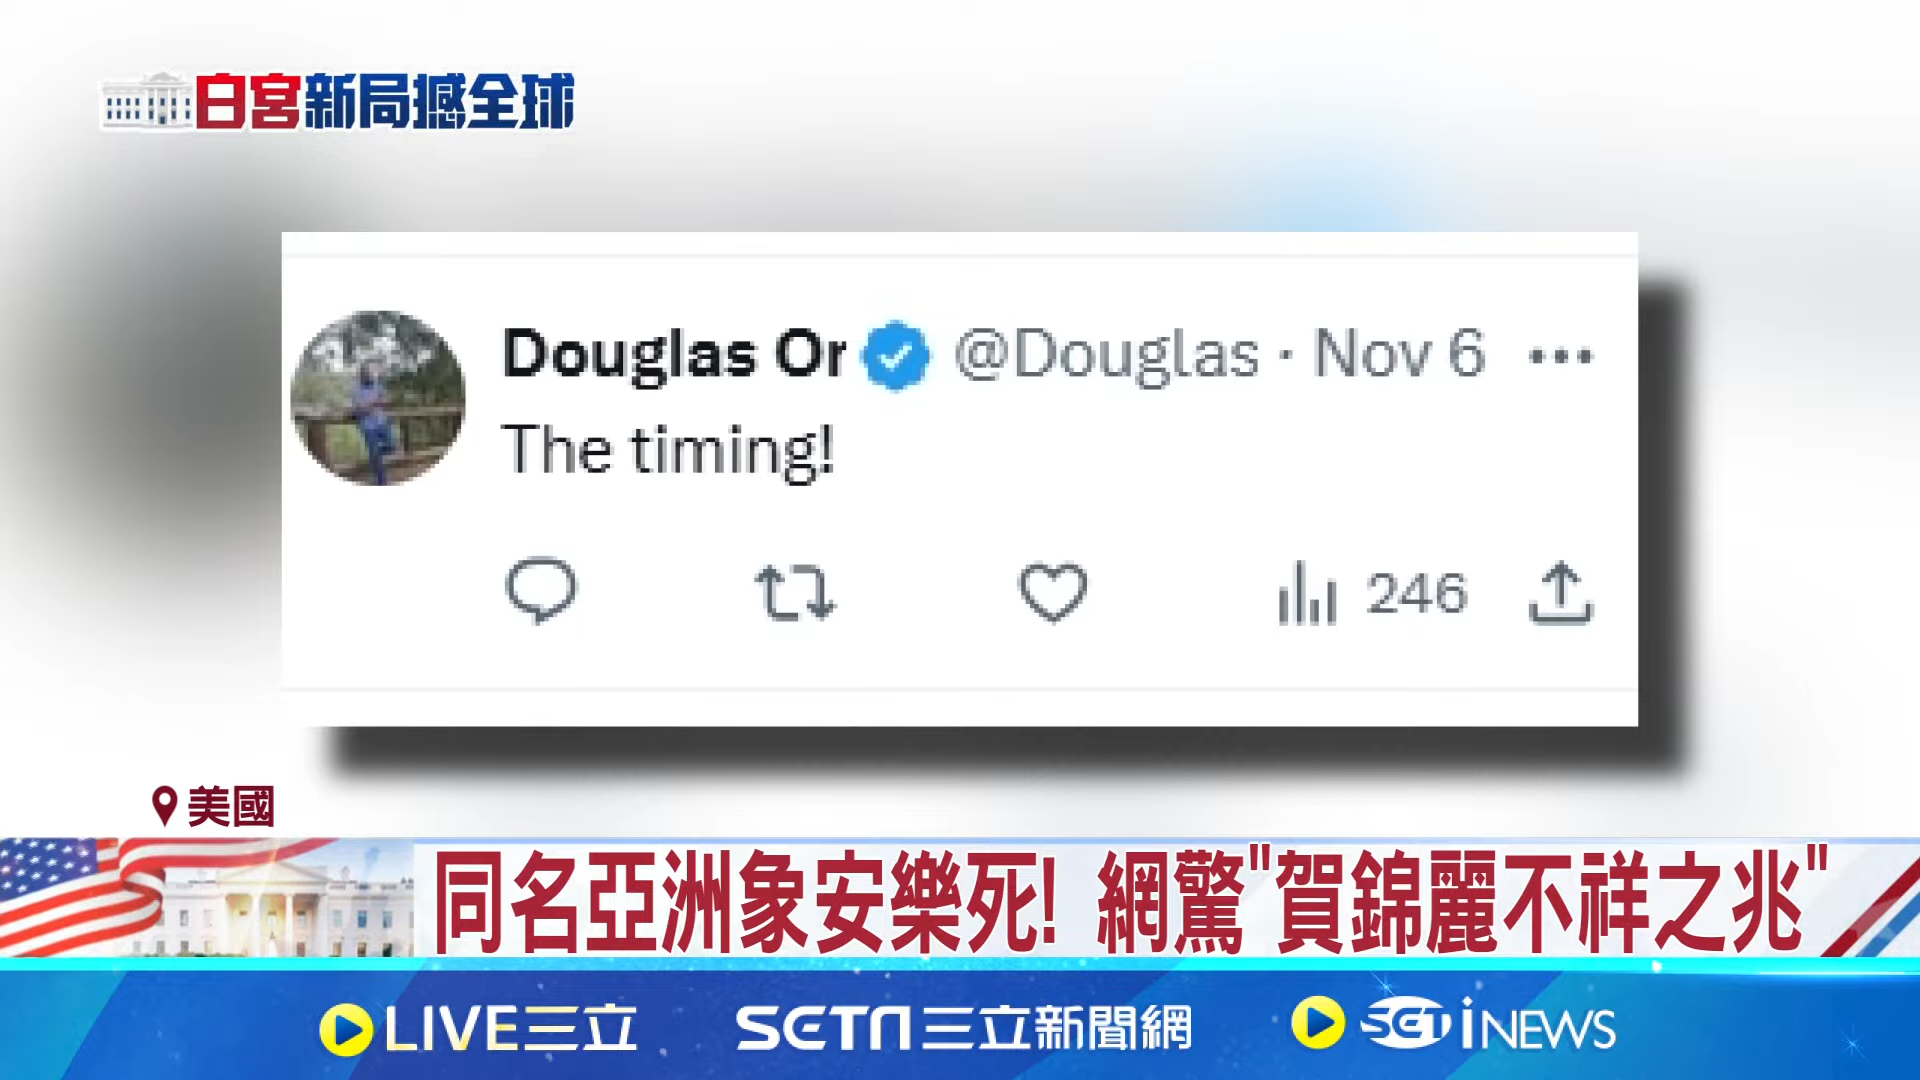 白宮新局撼全球
Douglas Or @Douglas · Nov 6
The timing!
246
美國
同名亞洲象安樂死! 網驚"賀錦麗不祥之兆"
LIVE三立 SETN三立新聞網 SET iNEWS